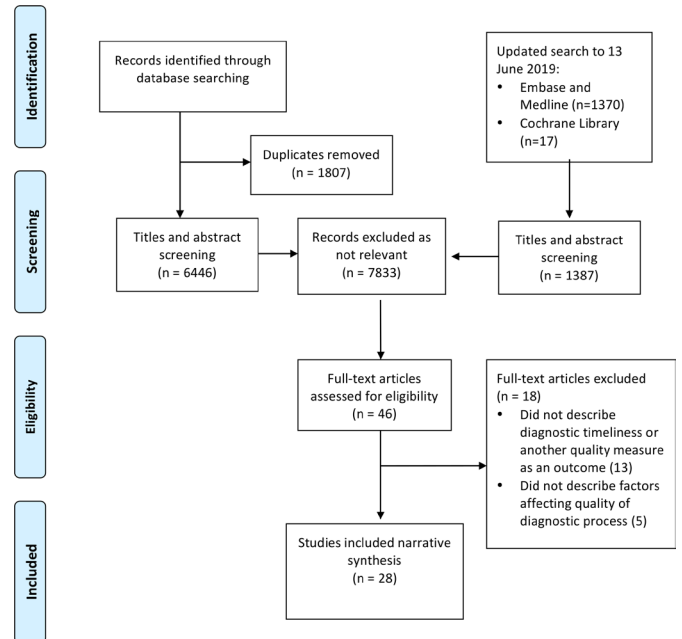 Identification
Records identified through
database searching
Updated search to 13
June 2019:
• Embase and
Medline (n=1370)
• Cochrane Library
(n=17)
Duplicates removed
(n = 1807)
Screening
Titles and abstract
screening
(n = 6446)
Records excluded as
not relevant
(n = 7833)
Titles and abstract
screening
(n = 1387)
Eligibility
Full-text articles
assessed for eligibility
(n = 46)
Full-text articles excluded
(n = 18)
• Did not describe
diagnostic timeliness or
another quality measure
as an outcome (13)
• Did not describe factors
affecting quality of
diagnostic process (5)
Included
Studies included narrative
synthesis
(n = 28)